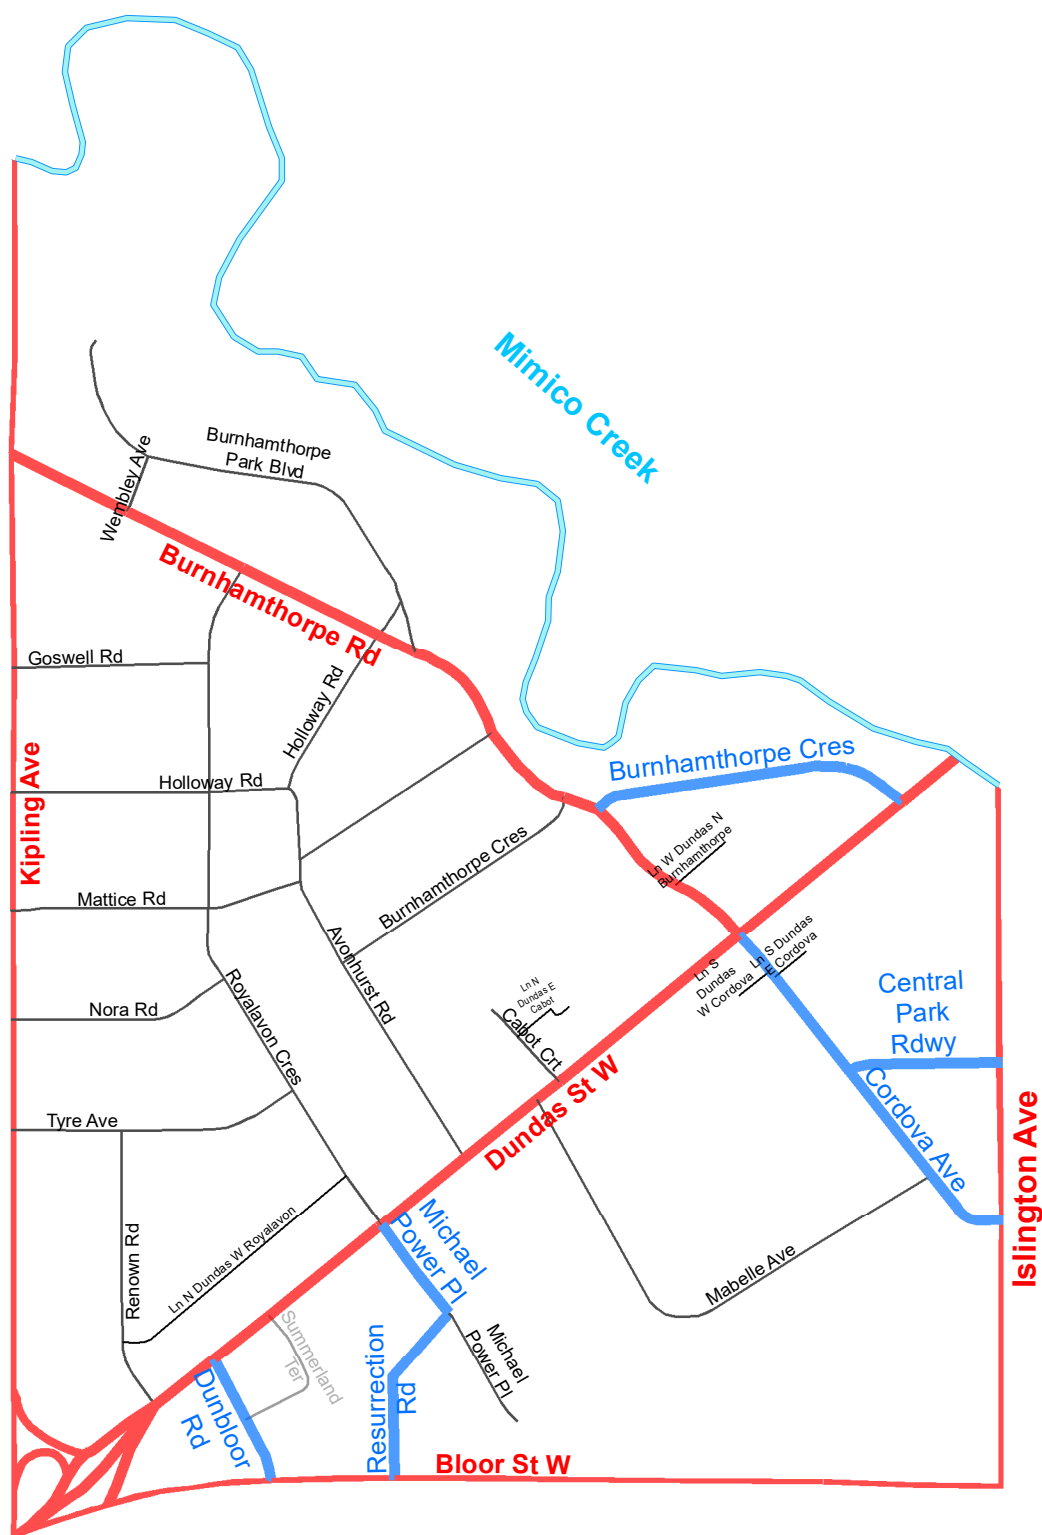 Mimico Creek
Burnhamthorpe
Park Blvd
Wembley Ave
Burnhamthorpe Rd
Goswell Rd
Holloway Rd
Kipling Ave
Holloway Rd
Burnhamthorpe Cres
Ln W Dundas N
Burnhamthorpe
Burnhamthorpe Cres
Mattice Rd
Avonhurst Rd
Ln S Dundas
E Cordova
Ln S
Dundas
W Cordova
Central
Park
Rdwy
Ln N
Dundas E
Cabot
Cabot Crt
Nora Rd
Royalavon Cres
Dundas St W
Cordova Ave
Tyre Ave
Islington Ave
Michael
Power Pl
Renown Rd
Ln N Dundas W Royalavon
Mabelle Ave
Summerland
Ter
Resurrection
Rd
Michael
Power Pl
Dunbloor
Rd
Bloor St W